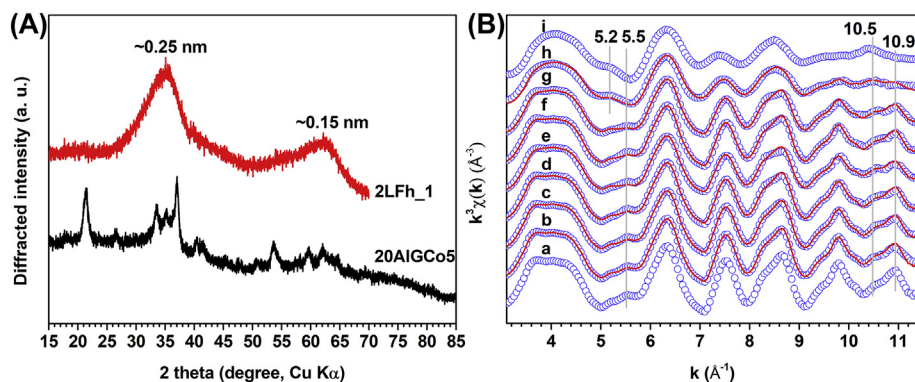 (A)
~0.25 nm
~0.15 nm
2LFh_1
20AlGCo5
Diffracted intensity (a. u.)
15 20 25 30 35 40 45 50 55 60 65 70 75 80 85
2 theta (degree, Cu Kα)
(B)
5.2 5.5 10.5 10.9
i
h
g
f
e
d
c
b
a
k³χ(k) (Å⁻³)
4 5 6 7 8 9 10 11
k (Å⁻¹)